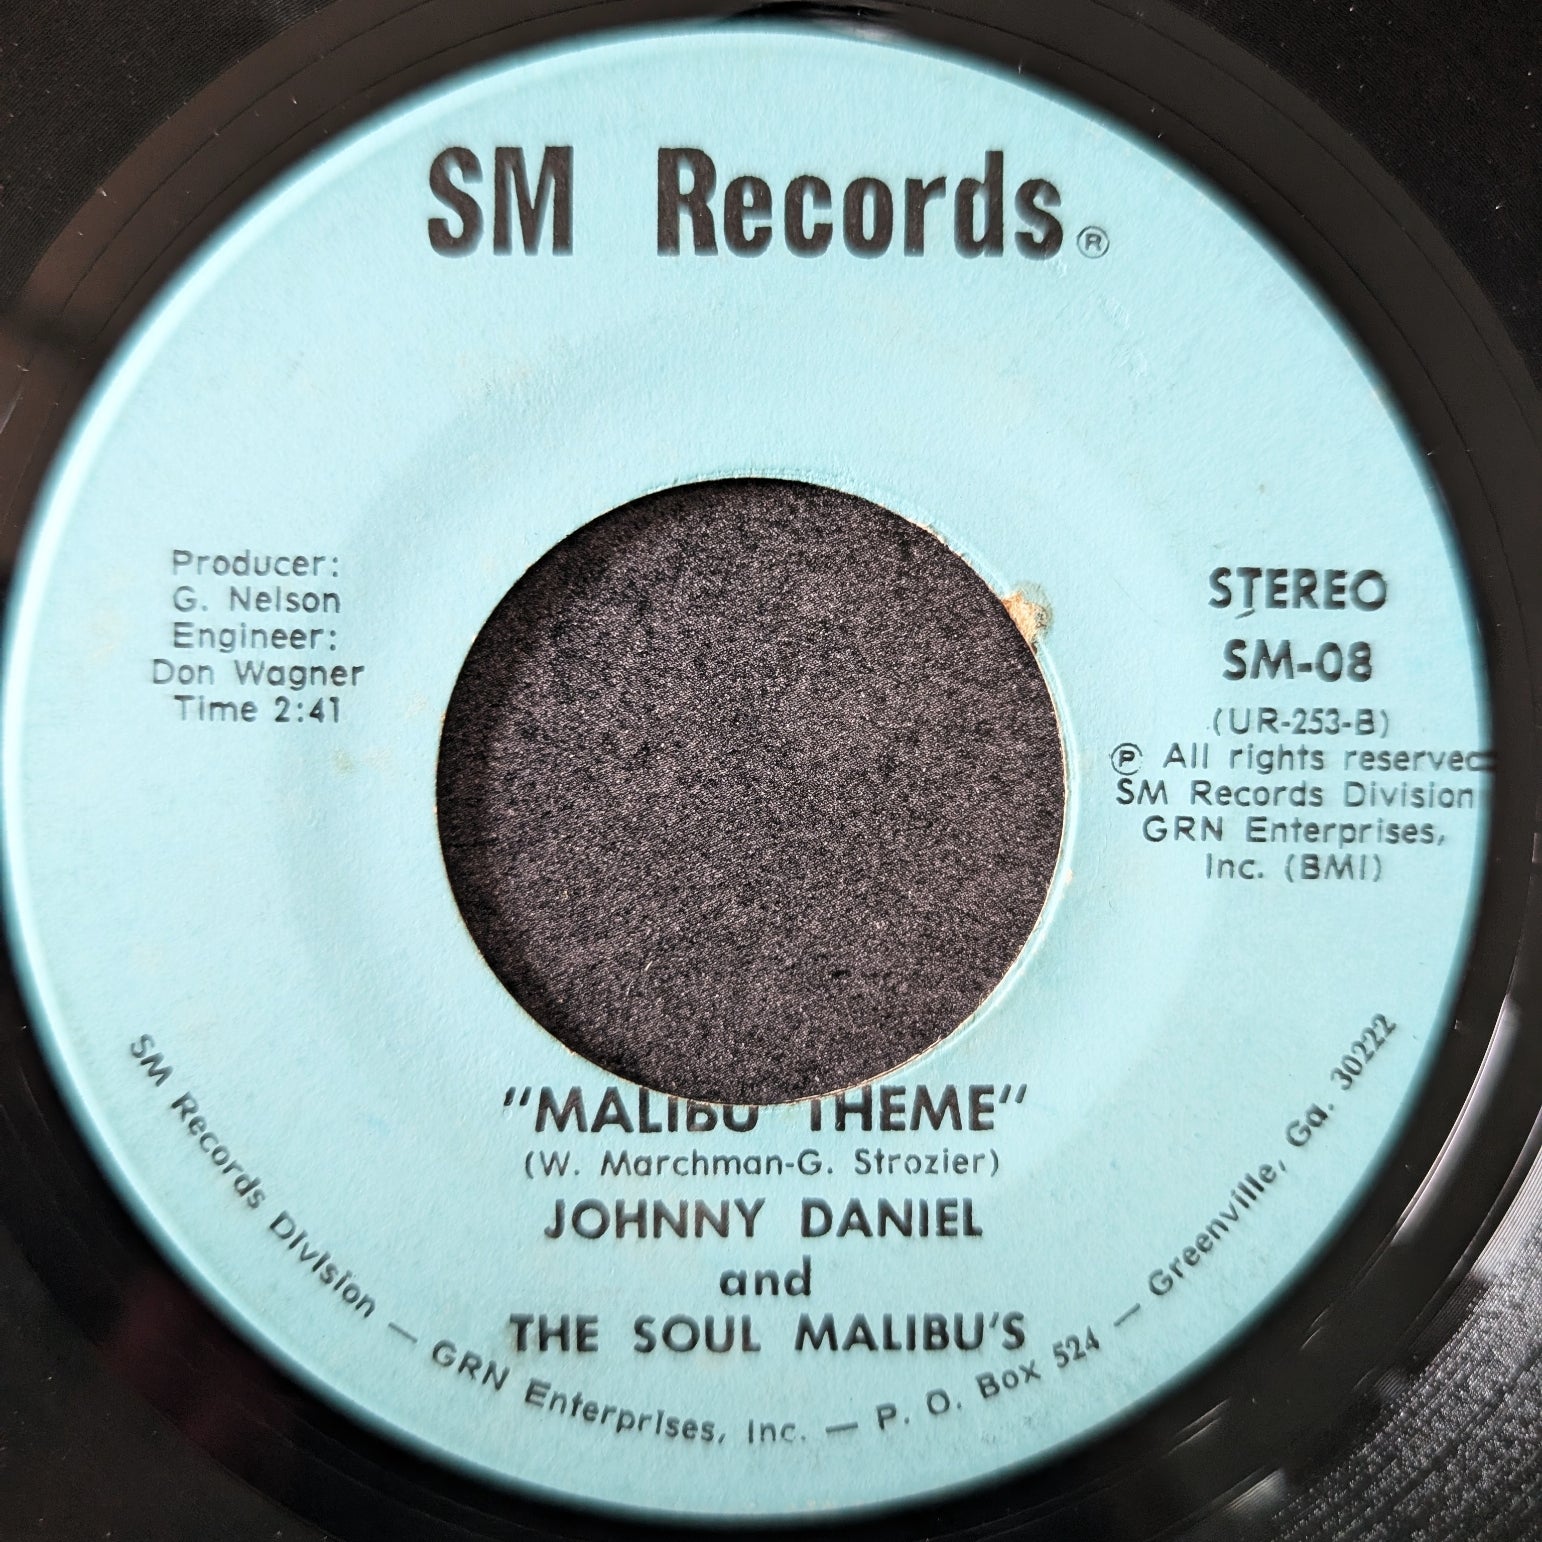 SM Records®
Producer:
G. Nelson
Engineer:
Don Wagner
Time 2:41
STEREO
SM-08
(UR-253-B)
℗ All rights reserved
SM Records Division
GRN Enterprises,
Inc. (BMI)
"MALIBU THEME"
(W. Marchman-G. Strozier)
JOHNNY DANIEL
and
THE SOUL MALIBU'S
SM Records Division — GRN Enterprises, Inc. — P. O. Box 524 — Greenville, Ga. 30222